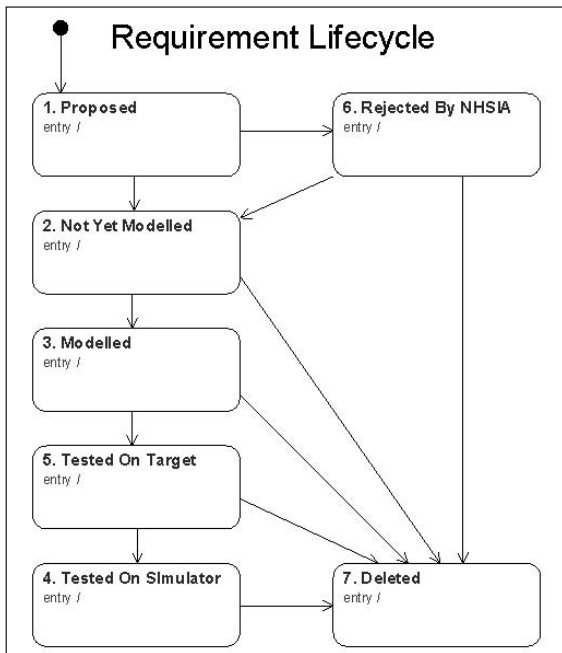 Requirement Lifecycle
1. Proposed
entry /
6. Rejected By NHSIA
entry /
2. Not Yet Modelled
entry /
3. Modelled
entry /
5. Tested On Target
entry /
4. Tested On SImulator
entry /
7. Deleted
entry /